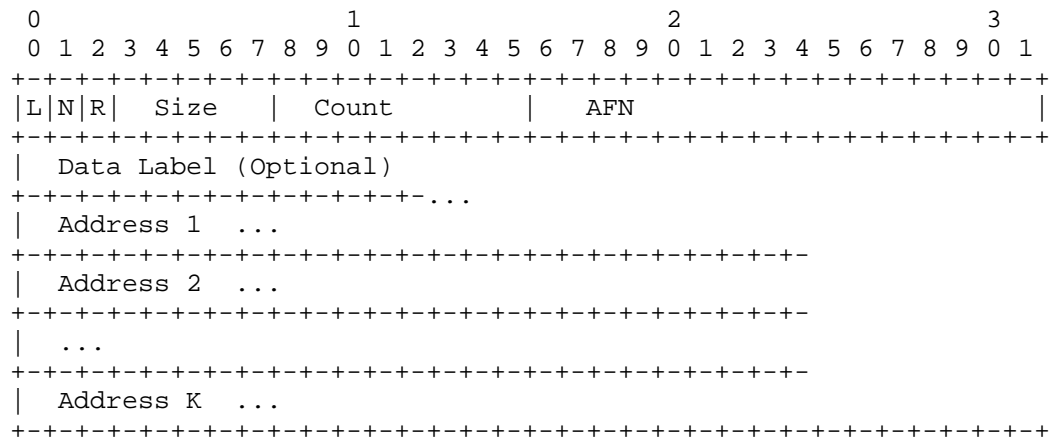 0                   1                   2                   3
 0 1 2 3 4 5 6 7 8 9 0 1 2 3 4 5 6 7 8 9 0 1 2 3 4 5 6 7 8 9 0 1
+-+-+-+-+-+-+-+-+-+-+-+-+-+-+-+-+-+-+-+-+-+-+-+-+-+-+-+-+-+-+-+-+
|L|N|R|  Size   |  Count        |   AFN                         |
+-+-+-+-+-+-+-+-+-+-+-+-+-+-+-+-+-+-+-+-+-+-+-+-+-+-+-+-+-+-+-+-+
|  Data Label (Optional)
+-+-+-+-+-+-+-+-+-+-+-+-+-...
|  Address 1  ...
+-+-+-+-+-+-+-+-+-+-+-+-+-+-+-+-+-+-+-+-+-+-+-+-+-
|  Address 2  ...
+-+-+-+-+-+-+-+-+-+-+-+-+-+-+-+-+-+-+-+-+-+-+-+-+-
|  ...
+-+-+-+-+-+-+-+-+-+-+-+-+-+-+-+-+-+-+-+-+-+-+-+-+-
|  Address K  ...
+-+-+-+-+-+-+-+-+-+-+-+-+-+-+-+-+-+-+-+-+-+-+-+-+-+-+-+-+-+-+-+-+